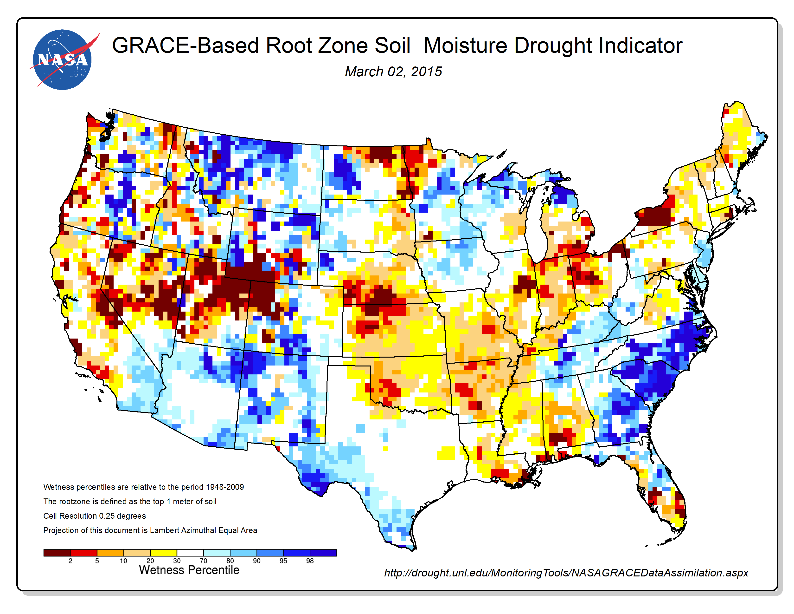 NASA
GRACE-Based Root Zone Soil Moisture Drought Indicator
March 02, 2015
Wetness percentiles are relative to the period 1948-2009
The rootzone is defined as the top 1 meter of soil
Cell Resolution 0.25 degrees
Projection of this document is Lambert Azimuthal Equal Area
2 5 10 20 30 70 80 90 95 98
Wetness Percentile
http://drought.unl.edu/MonitoringTools/NASAGRACEDataAssimilation.aspx